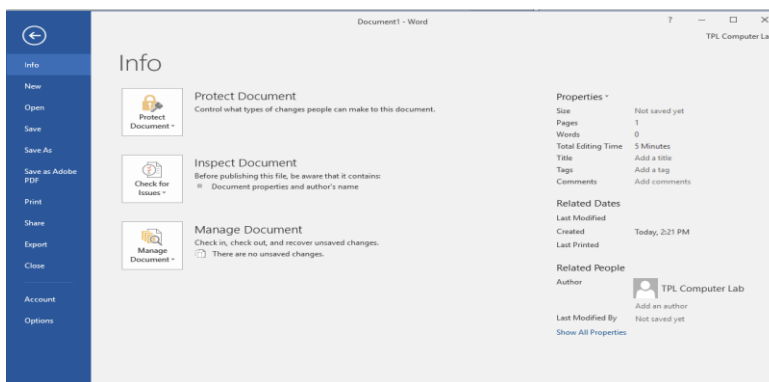 Document1 - Word
?
TPL Computer La
Info
New
Open
Save
Save As
Save as Adobe
PDF
Print
Share
Export
Close
Account
Options
Info
Protect
Document
Protect Document
Control what types of changes people can make to this document.
Check for
Issues
Inspect Document
Before publishing this file, be aware that it contains:
Document properties and author's name
Manage
Document
Manage Document
Check in, check out, and recover unsaved changes.
There are no unsaved changes.
Properties
Size Not saved yet
Pages 1
Words 0
Total Editing Time 5 Minutes
Title Add a title
Tags Add a tag
Comments Add comments
Related Dates
Last Modified
Created Today, 2:21 PM
Last Printed
Related People
Author TPL Computer Lab
Add an author
Last Modified By Not saved yet
Show All Properties